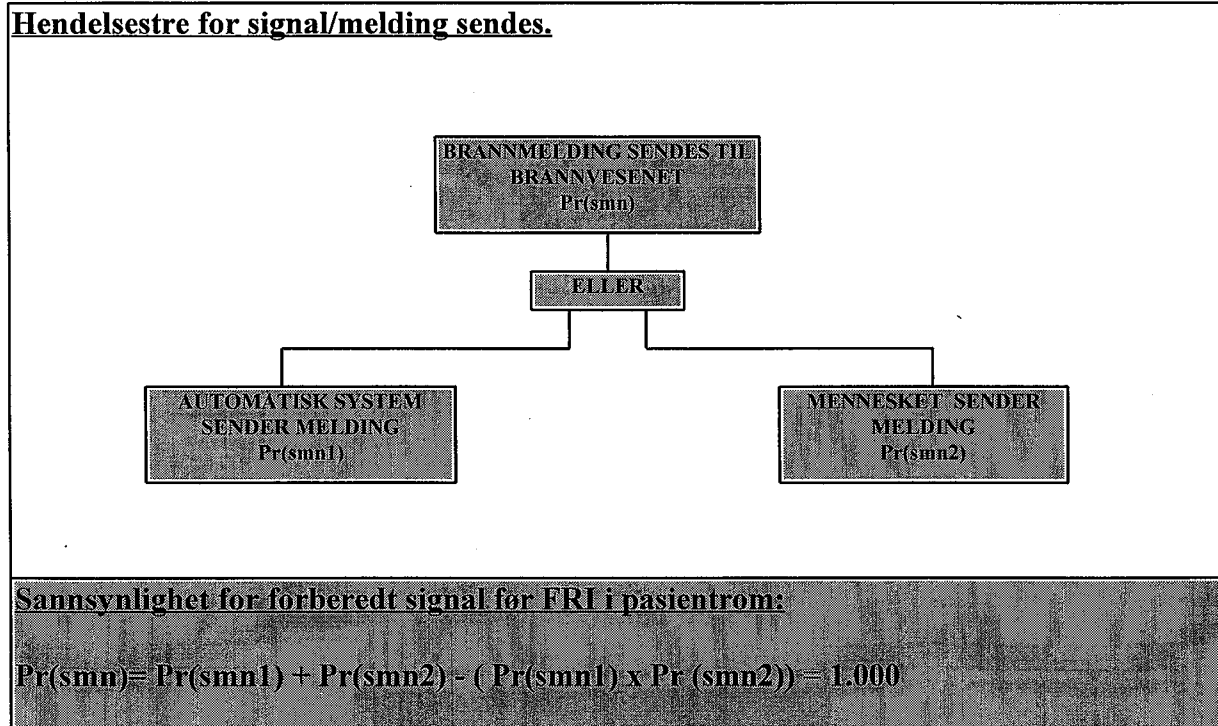 Hendelsestre for signal/melding sendes.
BRANNMELDING SENDES TIL
BRANNVESENET
Pr(smn)
ELLER
AUTOMATISK SYSTEM
SENDER MELDING
Pr(smn1)
MENNESKET SENDER
MELDING
Pr(smn2)
Sannsynlighet for forberedt signal før FRI i pasientrom:
Pr(smn)= Pr(smn1) + Pr(smn2) - ( Pr(smn1) x Pr (smn2)) = 1.000